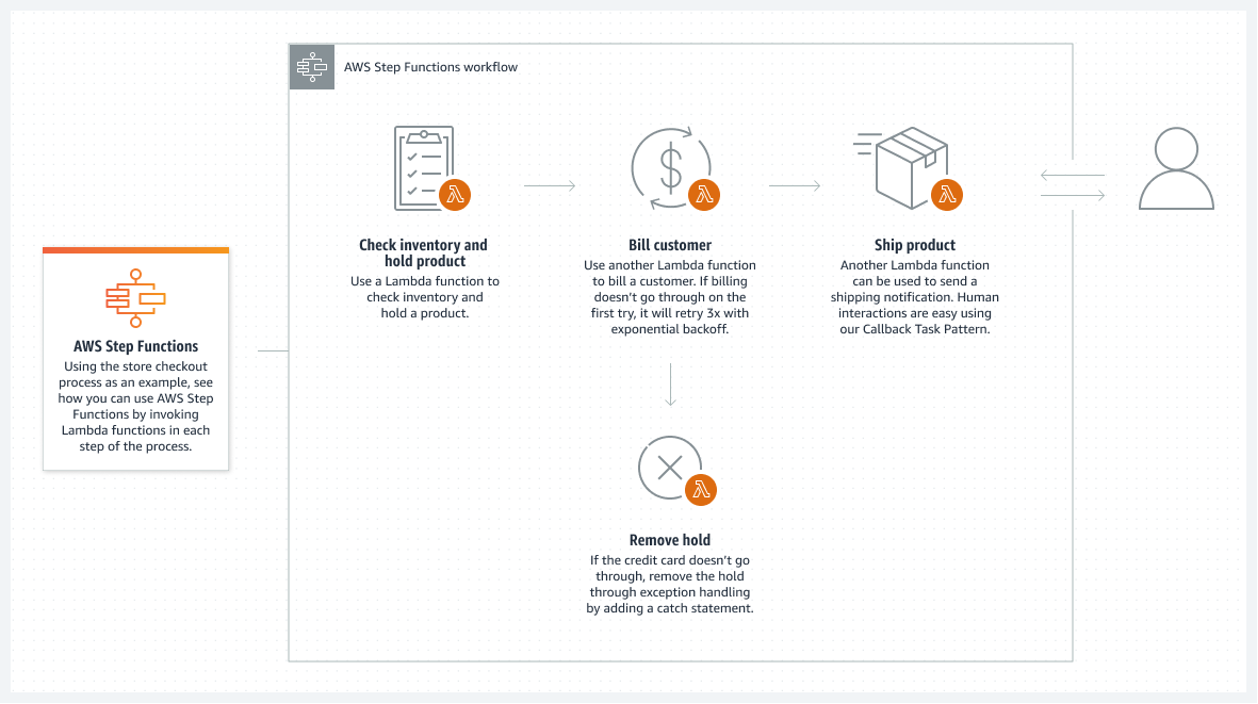 AWS Step Functions workflow
Check inventory and
hold product
Use a Lambda function to
check inventory and
hold a product.
Bill customer
Use another Lambda function
to bill a customer. If billing
doesn't go through on the
first try, it will retry 3x with
exponential backoff.
Ship product
Another Lambda function
can be used to send a
shipping notification. Human
interactions are easy using
our Callback Task Pattern.
AWS Step Functions
Using the store checkout
process as an example, see
how you can use AWS Step
Functions by invoking
Lambda functions in each
step of the process.
Remove hold
If the credit card doesn't go
through, remove the hold
through exception handling
by adding a catch statement.